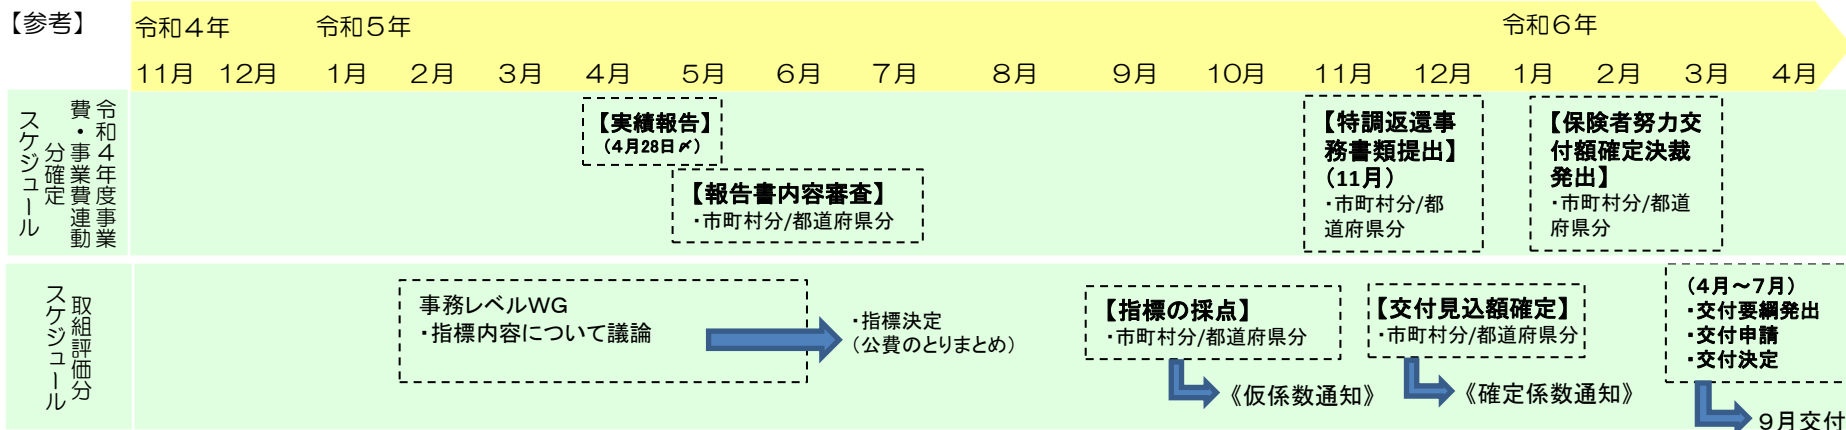 【参考】
令和４年
令和５年
令和６年
11月 12月 1月 2月 3月 4月 5月 6月 7月 8月 9月 10月 11月 12月 1月 2月 3月 4月
令和４年度事業
費・事業費連動
分確定
スケジュール
【実績報告】
（4月28日〆）
【報告書内容審査】
・市町村分/都道府県分
【特調返還事
務書類提出】
（11月）
・市町村分/都
道府県分
【保険者努力交
付額確定決裁
発出】
・市町村分/都道
府県分
取組評価分
スケジュール
事務レベルWG
・指標内容について議論
・指標決定
（公費のとりまとめ）
【指標の採点】
・市町村分/都道府県分
《仮係数通知》
【交付見込額確定】
・市町村分/都道府県分
《確定係数通知》
（4月～7月）
・交付要綱発出
・交付申請
・交付決定
９月交付